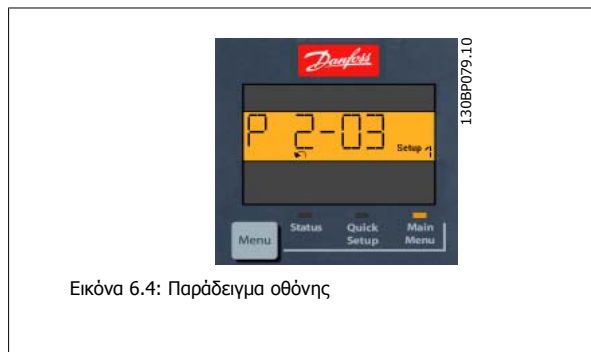 Danfoss
130BP079.10
P 2-03
Setup 1
Menu
Status
Quick Setup
Main Menu
Εικόνα 6.4: Παράδειγμα οθόνης